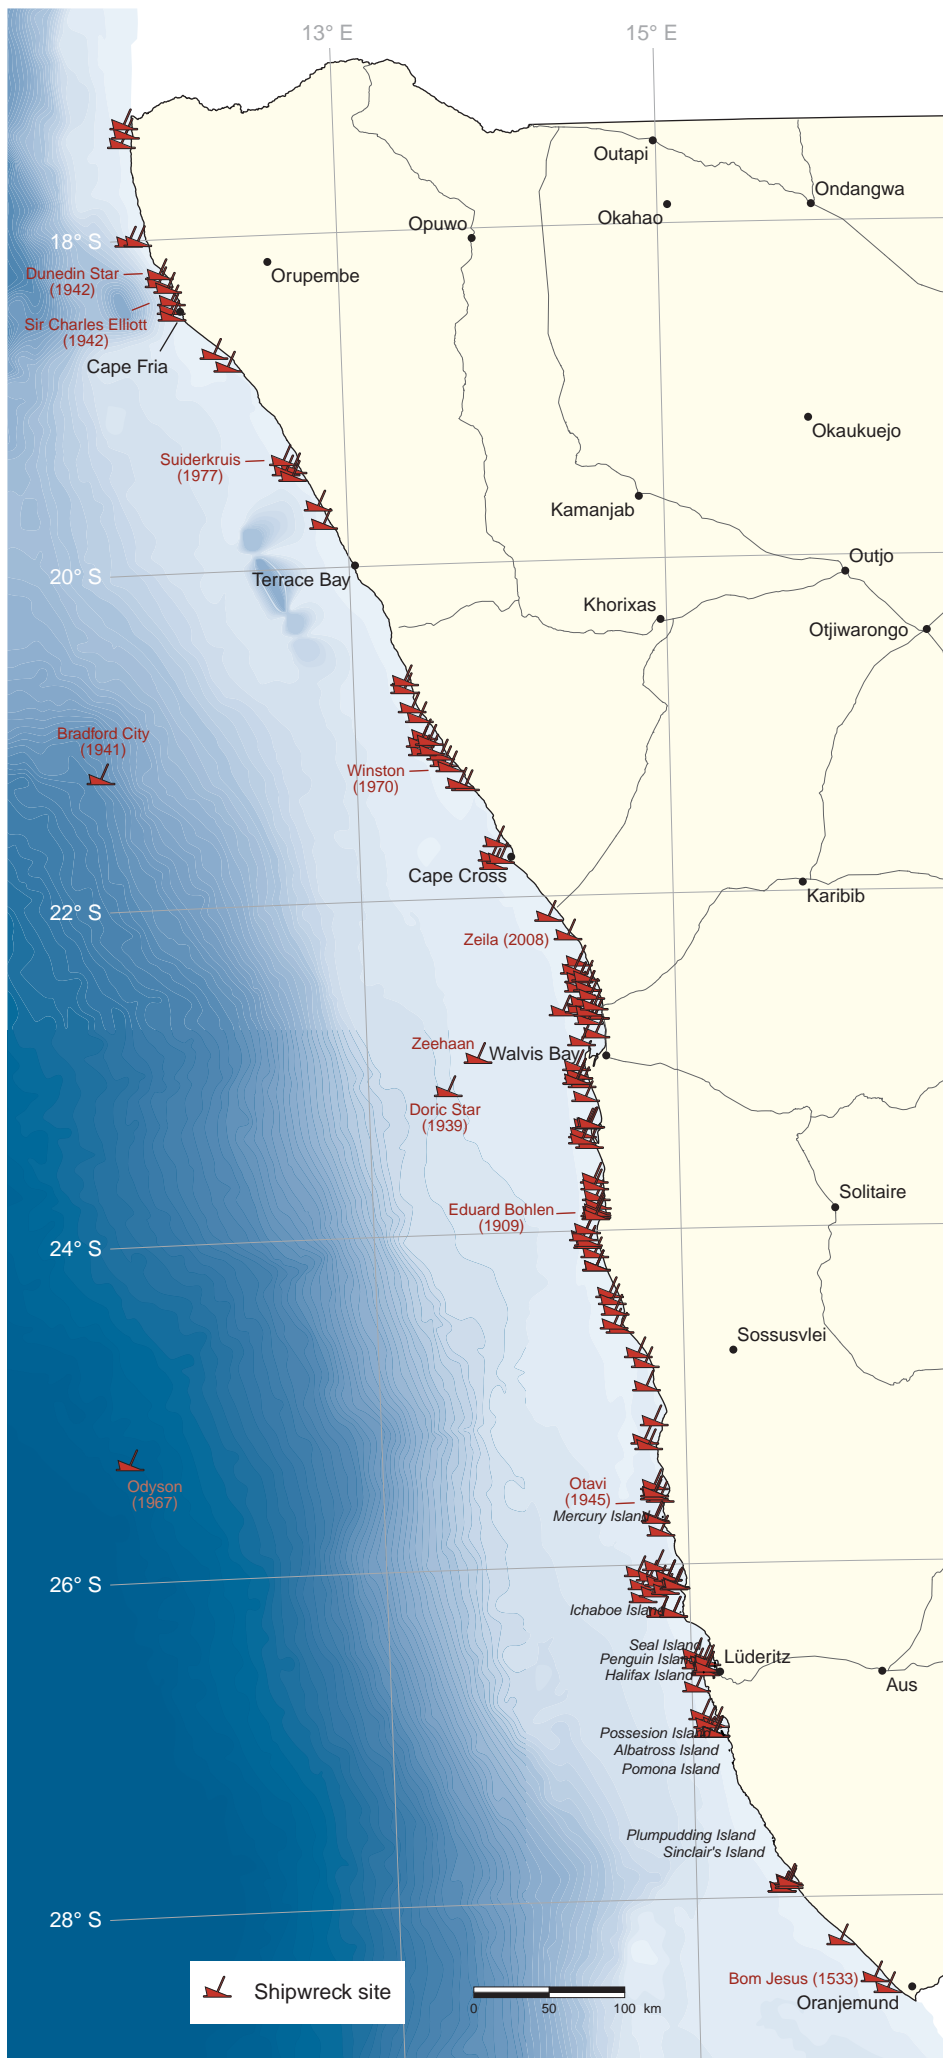 13° E
15° E
Outapi
Ondangwa
Okahao
Opuwo
18° S
Orupembe
Dunedin Star
(1942)
Sir Charles Elliott
(1942)
Cape Fria
Okaukuejo
Suiderkruis
(1977)
Kamanjab
Outjo
20° S
Terrace Bay
Khorixas
Otjiwarongo
Bradford City
(1941)
Winston
(1970)
Cape Cross
Karibib
22° S
Zeila (2008)
Zeehaan
Walvis Bay
Doric Star
(1939)
Solitaire
Eduard Bohlen
(1909)
24° S
Sossusvlei
Otavi
(1945)
Odyson
(1967)
Mercury Island
26° S
Ichaboe Island
Seal Island
Penguin Island
Halifax Island
Lüderitz
Aus
Possesion Island
Albatross Island
Pomona Island
Plumpudding Island
Sinclair's Island
28° S
Bom Jesus (1533)
Oranjemund
Shipwreck site
0 50 100 km